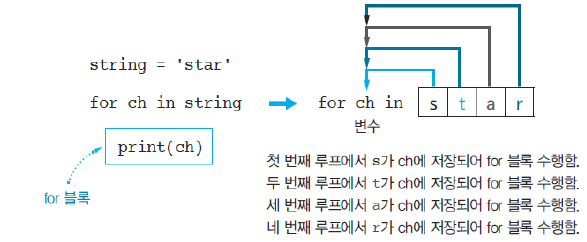 string = 'star'
for ch in string
print(ch)
for 블록
for ch in s t a r
변수
첫 번째 루프에서 s가 ch에 저장되어 for 블록 수행함.
두 번째 루프에서 t가 ch에 저장되어 for 블록 수행함.
세 번째 루프에서 a가 ch에 저장되어 for 블록 수행함.
네 번째 루프에서 r가 ch에 저장되어 for 블록 수행함.